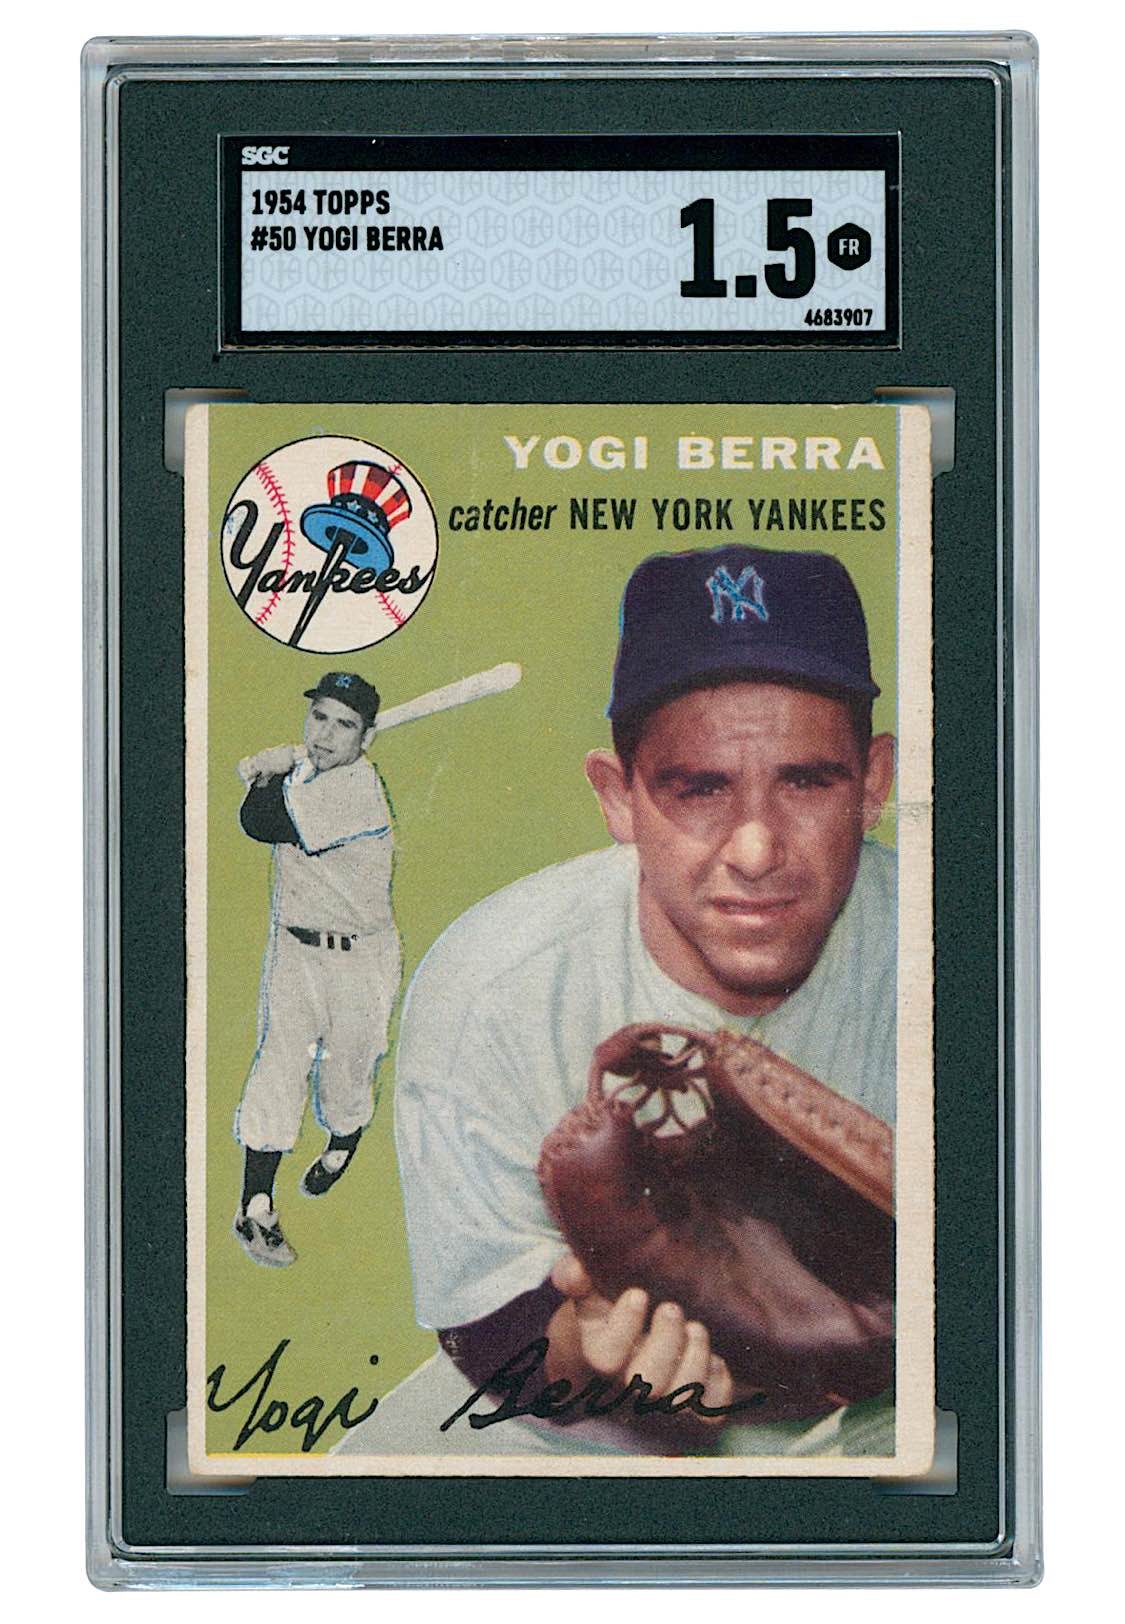 SGC
1954 TOPPS
#50 YOGI BERRA
1.5 FR
4683907
YOGI BERRA
catcher NEW YORK YANKEES
Yankees
NY
Yogi Berra